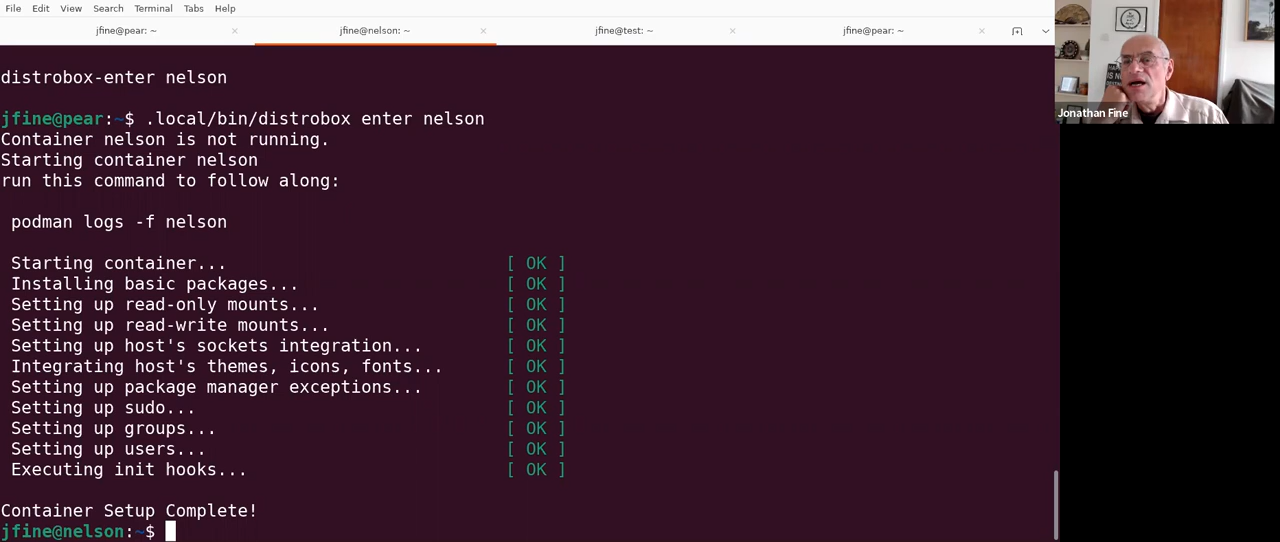 File Edit View Search Terminal Tabs Help
jfine@pear: ~ × jfine@nelson: ~ × jfine@test: ~ × jfine@pear: ~ ×
distrobox-enter nelson
jfine@pear:~$ .local/bin/distrobox enter nelson
Container nelson is not running.
Starting container nelson
run this command to follow along:
podman logs -f nelson
Starting container... [ OK ]
Installing basic packages... [ OK ]
Setting up read-only mounts... [ OK ]
Setting up read-write mounts... [ OK ]
Setting up host's sockets integration... [ OK ]
Integrating host's themes, icons, fonts... [ OK ]
Setting up package manager exceptions... [ OK ]
Setting up sudo... [ OK ]
Setting up groups... [ OK ]
Setting up users... [ OK ]
Executing init hooks... [ OK ]
Container Setup Complete!
jfine@nelson:~$
Jonathan Fine